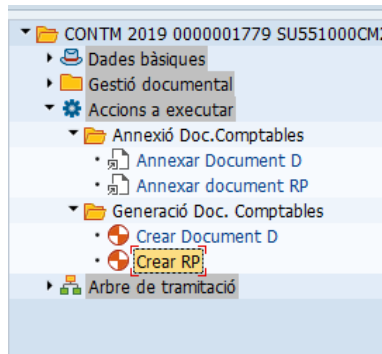 CONTM 2019 0000001779 SU551000CM2
Dades bàsiques
Gestió documental
Accions a executar
Annexió Doc.Comptables
Annexar Document D
Annexar document RP
Generació Doc. Comptables
Crear Document D
Crear RP
Arbre de tramitació